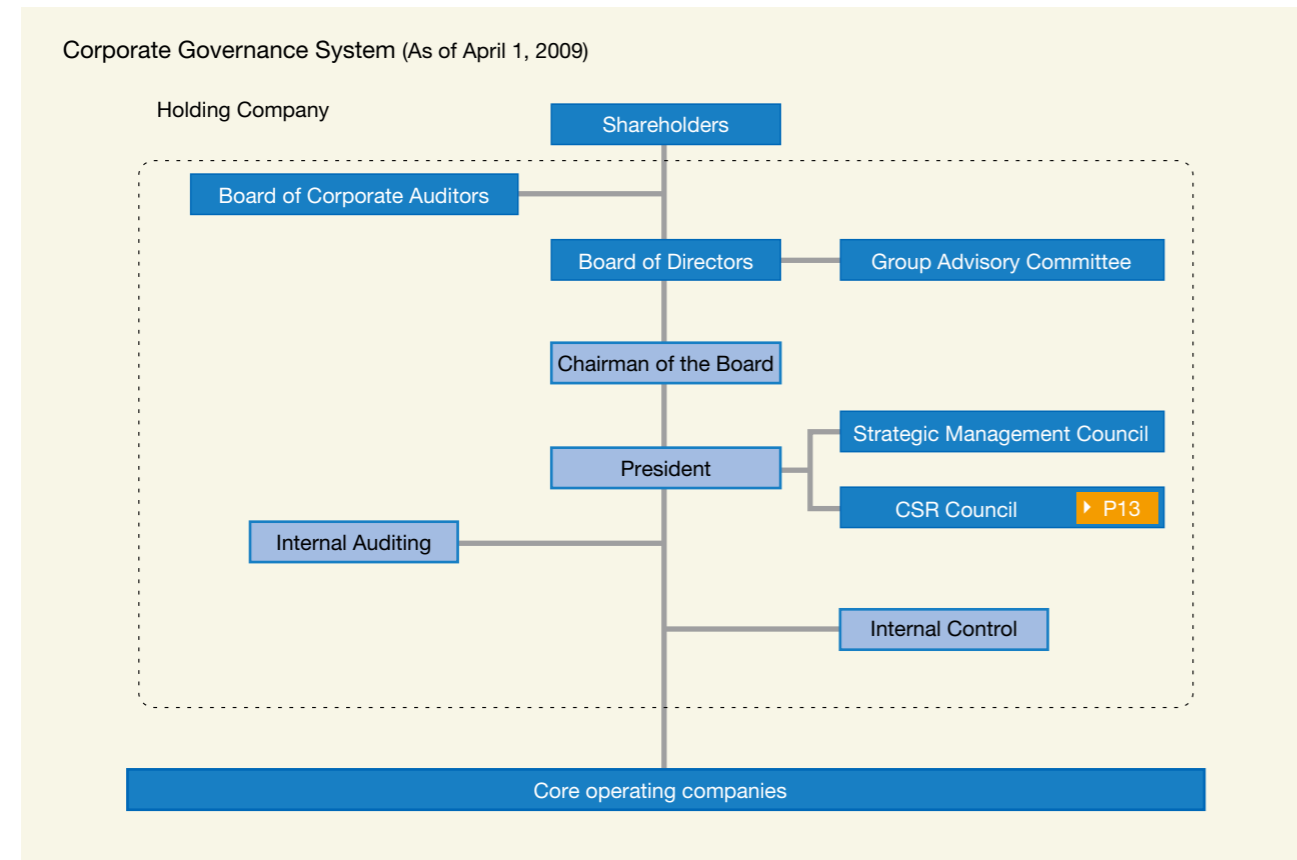 Corporate Governance System (As of April 1, 2009)
Holding Company
Shareholders
Board of Corporate Auditors
Board of Directors
Group Advisory Committee
Chairman of the Board
Strategic Management Council
President
CSR Council
P13
Internal Auditing
Internal Control
Core operating companies